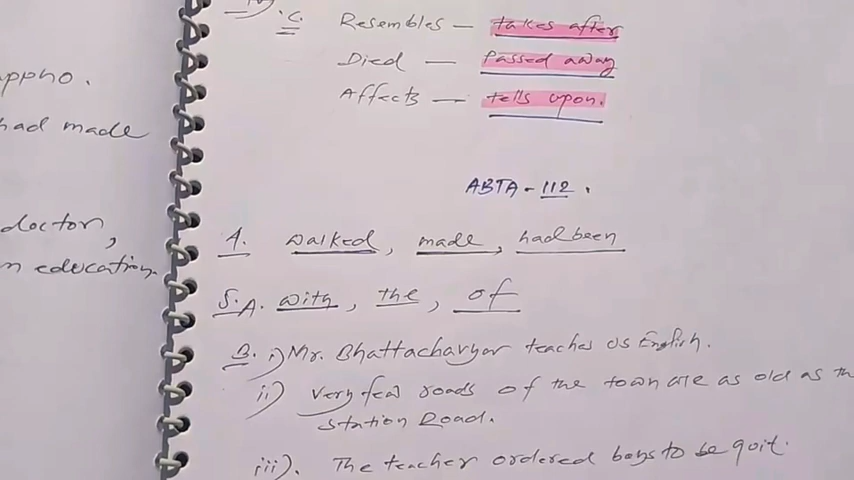 appho.
had made
doctor,
n education.
C. Resembles — takes after
Died — Passed away
Affects — tells upon.
ABTA - 112.
4. walked, made, had been
5. A. with, the, of
B. i) Mr. Bhattacharyar teaches us English.
ii) Very few roads of the town are as old as th
Station Road.
iii). The teacher ordered boys to be quit.